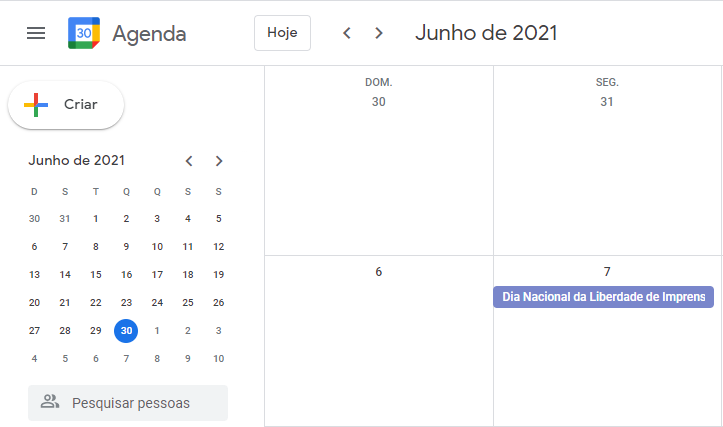 30 Agenda Hoje Junho de 2021
Criar
Junho de 2021
D S T Q Q S S
30 31 1 2 3 4 5
6 7 8 9 10 11 12
13 14 15 16 17 18 19
20 21 22 23 24 25 26
27 28 29 30 1 2 3
4 5 6 7 8 9 10
Pesquisar pessoas
DOM. SEG.
30 31
6 7
Dia Nacional da Liberdade de Imprens